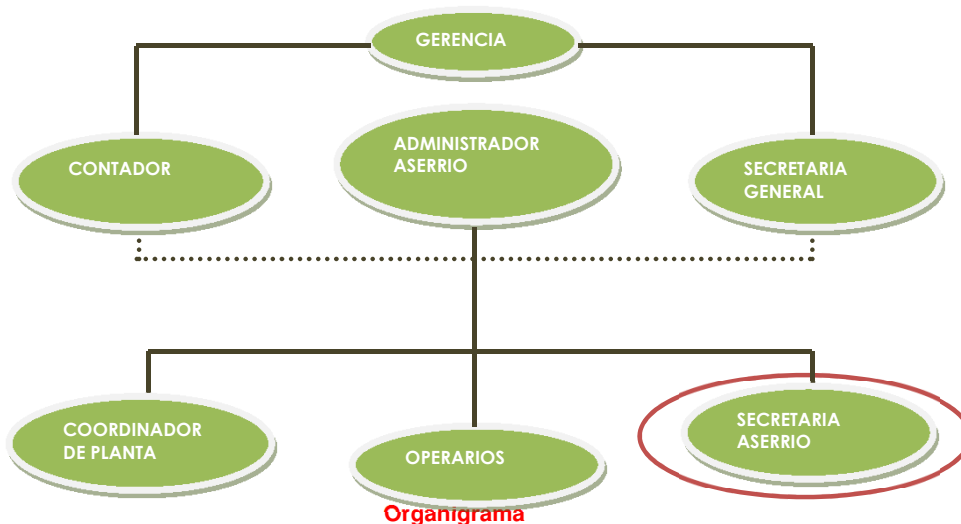 GERENCIA
CONTADOR
ADMINISTRADOR
ASERRIO
SECRETARIA
GENERAL
COORDINADOR
DE PLANTA
OPERARIOS
SECRETARIA
ASERRIO
Organigrama